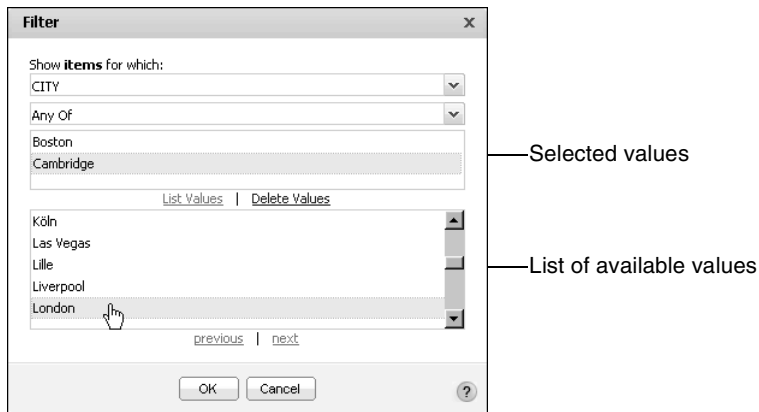 Filter x
Show items for which:
CITY
Any Of
Boston
Cambridge
Selected values
List Values | Delete Values
Köln
Las Vegas
Lille
List of available values
Liverpool
London
previous | next
OK Cancel ?